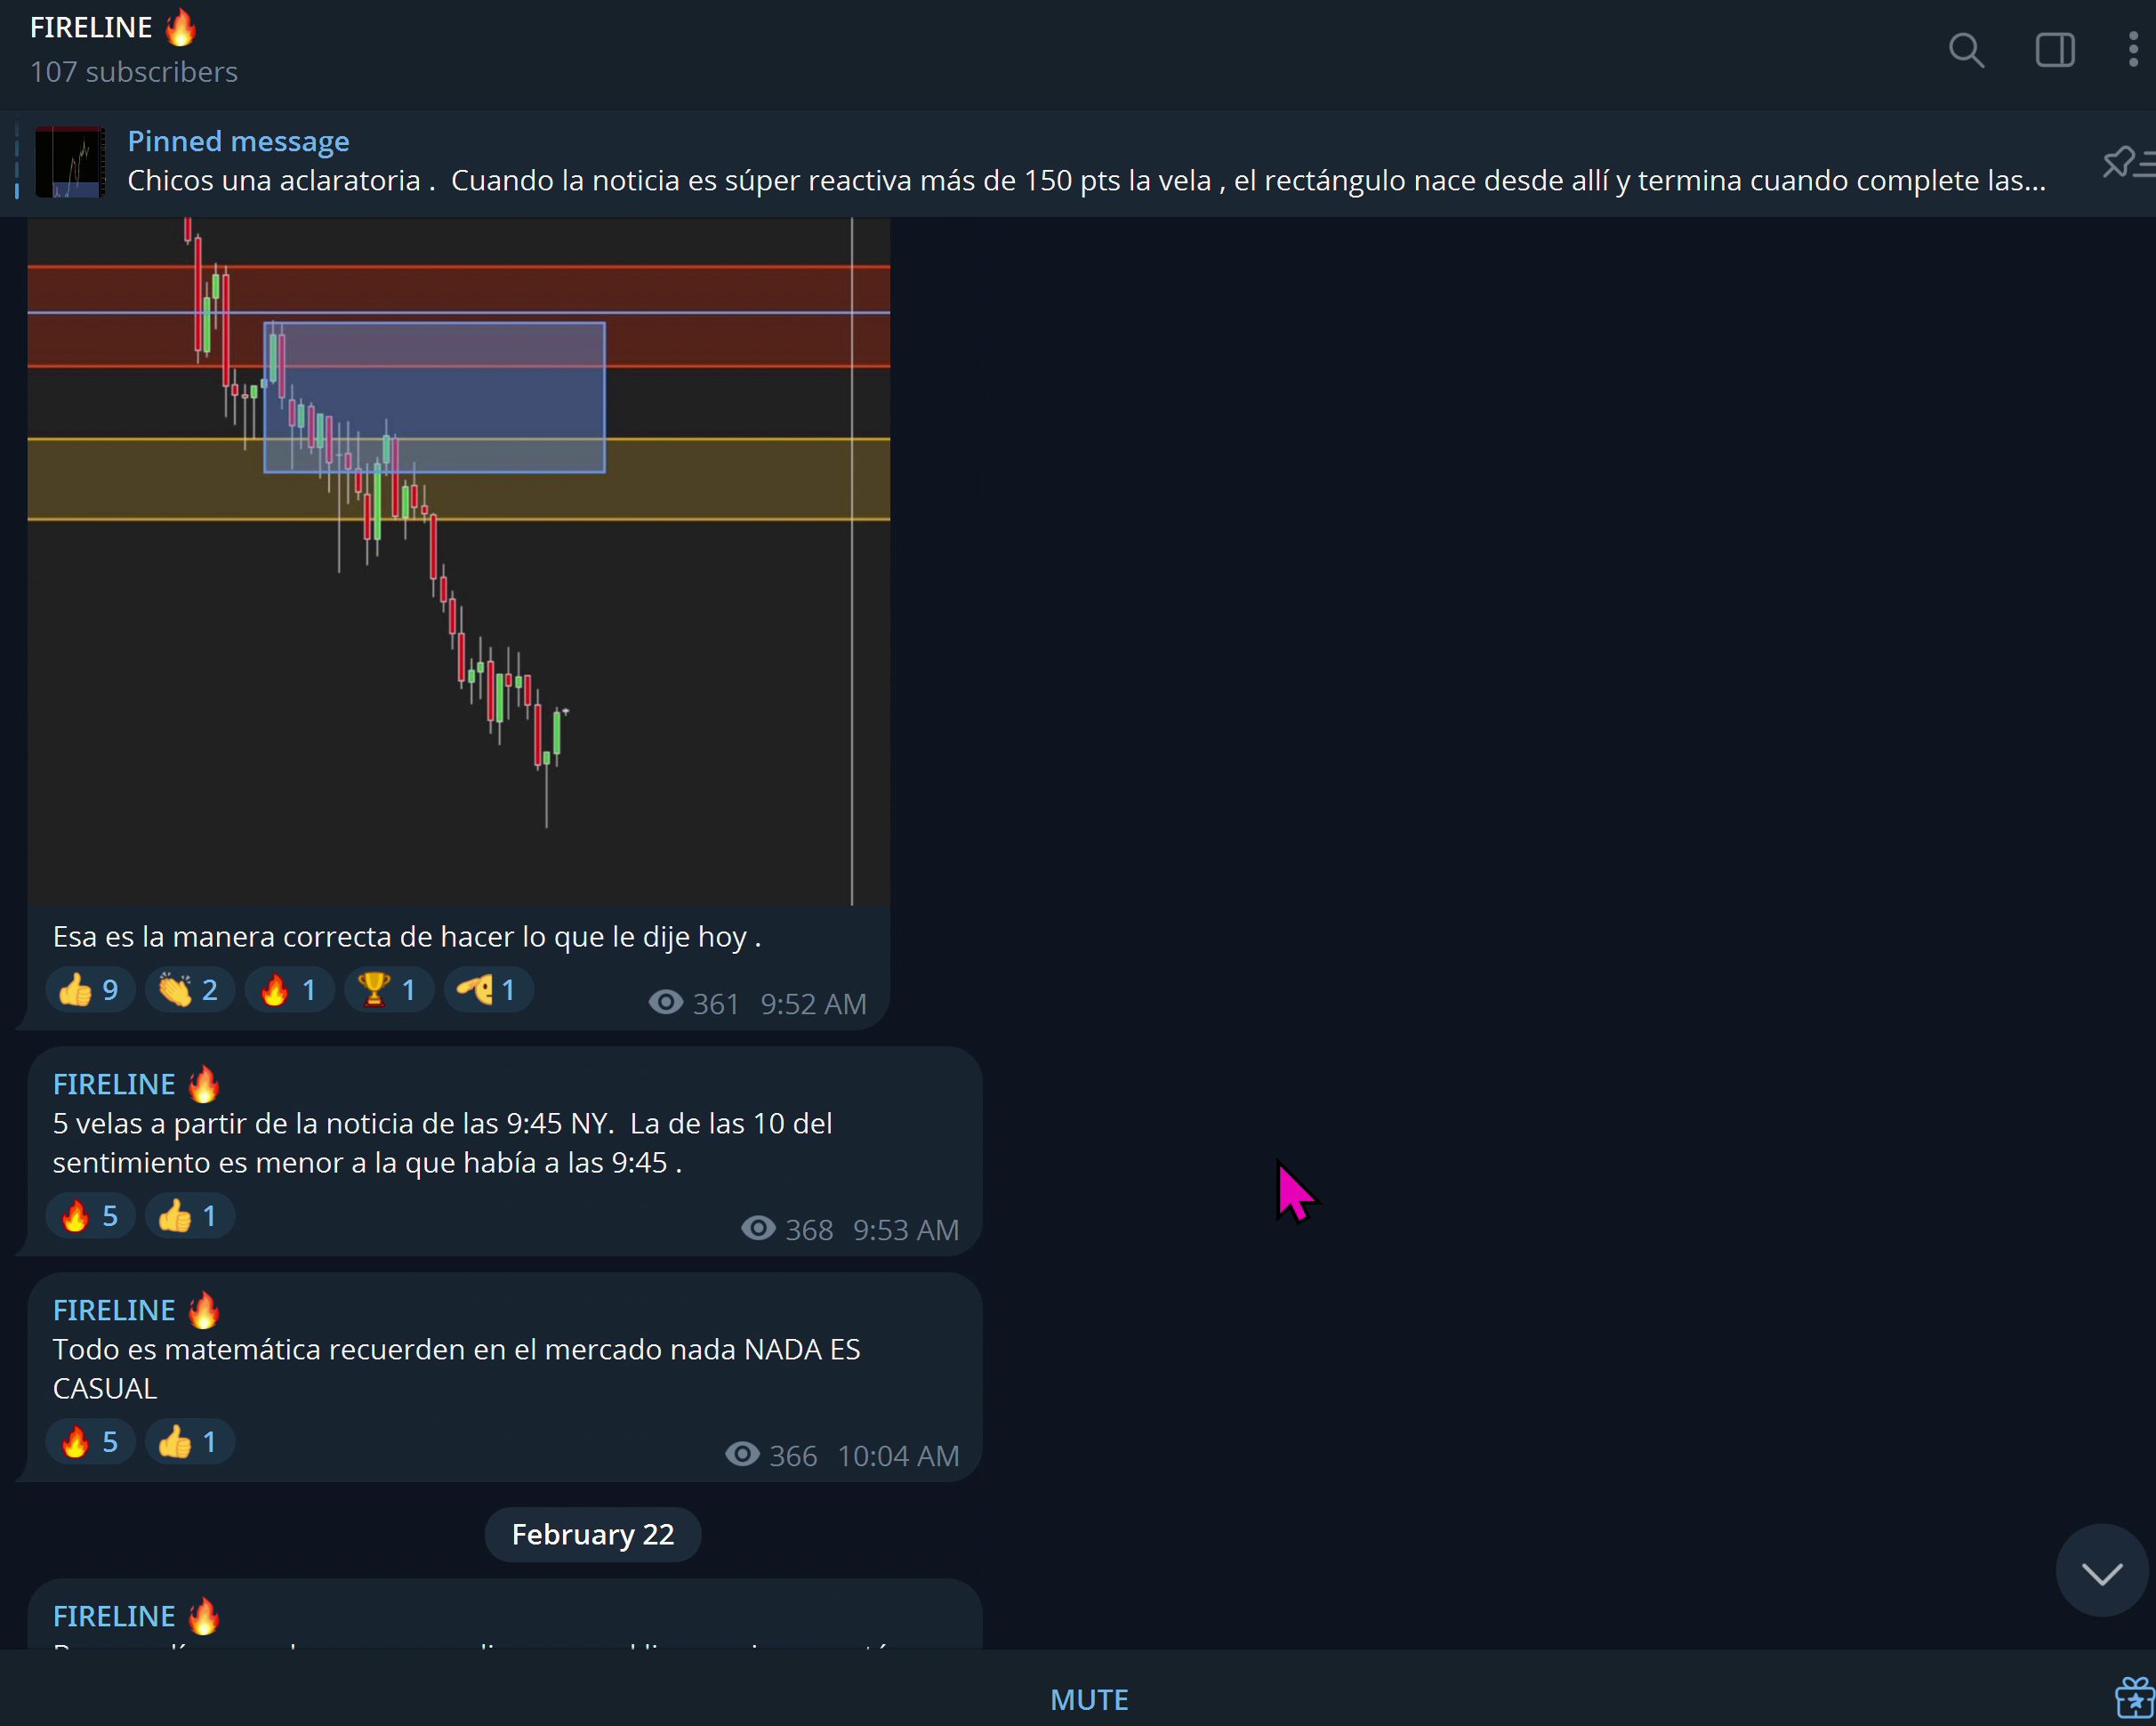 FIRELINE 🔥
107 subscribers
Pinned message
Chicos una aclaratoria .  Cuando la noticia es súper reactiva más de 150 pts la vela , el rectángulo nace desde allí y termina cuando complete las...
Esa es la manera correcta de hacer lo que le dije hoy .
👍 9 👏 2 🔥 1 🏆 1 1
361 9:52 AM
FIRELINE 🔥
5 velas a partir de la noticia de las 9:45 NY.  La de las 10 del
sentimiento es menor a la que había a las 9:45 .
🔥 5 👍 1
368 9:53 AM
FIRELINE 🔥
Todo es matemática recuerden en el mercado nada NADA ES
CASUAL
🔥 5 👍 1
366 10:04 AM
February 22
FIRELINE 🔥
MUTE